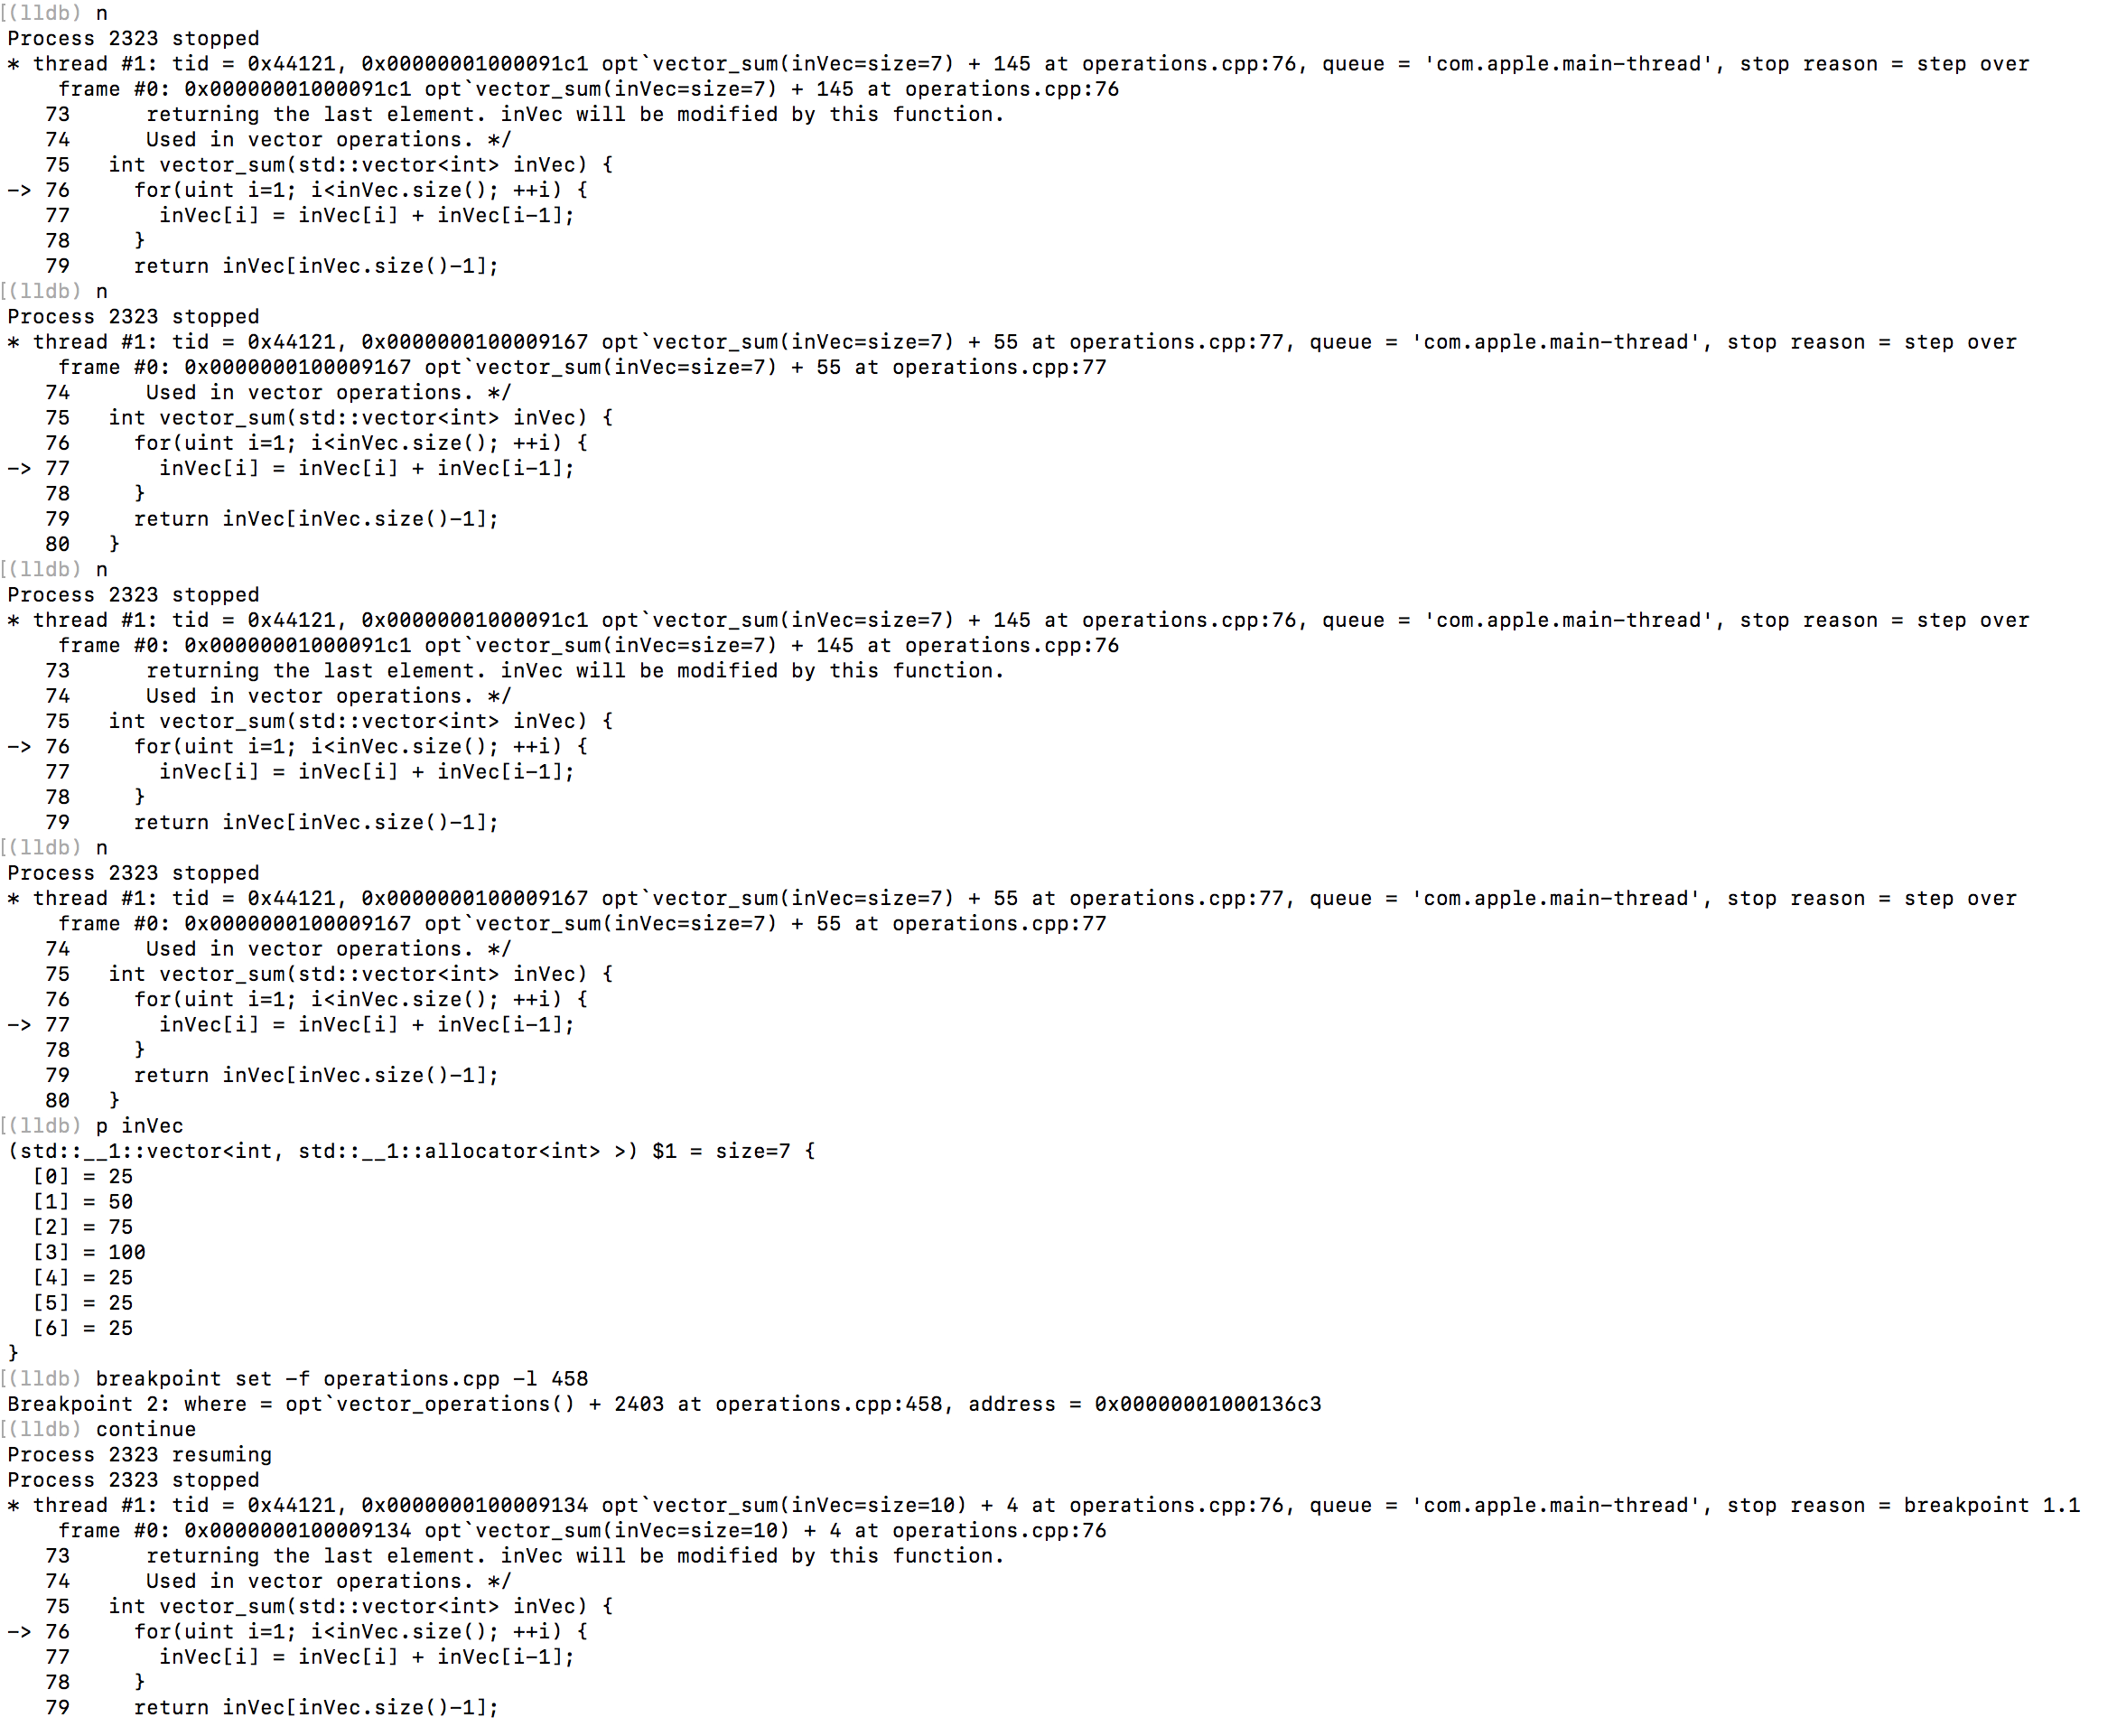 [(lldb) n
Process 2323 stopped
* thread #1: tid = 0x44121, 0x00000001000091c1 opt`vector_sum(inVec=size=7) + 145 at operations.cpp:76, queue = 'com.apple.main-thread', stop reason = step over
    frame #0: 0x00000001000091c1 opt`vector_sum(inVec=size=7) + 145 at operations.cpp:76
   73      returning the last element. inVec will be modified by this function.
   74      Used in vector operations. */
   75   int vector_sum(std::vector<int> inVec) {
-> 76     for(uint i=1; i<inVec.size(); ++i) {
   77       inVec[i] = inVec[i] + inVec[i-1];
   78     }
   79     return inVec[inVec.size()-1];
[(lldb) n
Process 2323 stopped
* thread #1: tid = 0x44121, 0x0000000100009167 opt`vector_sum(inVec=size=7) + 55 at operations.cpp:77, queue = 'com.apple.main-thread', stop reason = step over
    frame #0: 0x0000000100009167 opt`vector_sum(inVec=size=7) + 55 at operations.cpp:77
   74      Used in vector operations. */
   75   int vector_sum(std::vector<int> inVec) {
   76     for(uint i=1; i<inVec.size(); ++i) {
-> 77       inVec[i] = inVec[i] + inVec[i-1];
   78     }
   79     return inVec[inVec.size()-1];
   80   }
[(lldb) n
Process 2323 stopped
* thread #1: tid = 0x44121, 0x00000001000091c1 opt`vector_sum(inVec=size=7) + 145 at operations.cpp:76, queue = 'com.apple.main-thread', stop reason = step over
    frame #0: 0x00000001000091c1 opt`vector_sum(inVec=size=7) + 145 at operations.cpp:76
   73      returning the last element. inVec will be modified by this function.
   74      Used in vector operations. */
   75   int vector_sum(std::vector<int> inVec) {
-> 76     for(uint i=1; i<inVec.size(); ++i) {
   77       inVec[i] = inVec[i] + inVec[i-1];
   78     }
   79     return inVec[inVec.size()-1];
[(lldb) n
Process 2323 stopped
* thread #1: tid = 0x44121, 0x0000000100009167 opt`vector_sum(inVec=size=7) + 55 at operations.cpp:77, queue = 'com.apple.main-thread', stop reason = step over
    frame #0: 0x0000000100009167 opt`vector_sum(inVec=size=7) + 55 at operations.cpp:77
   74      Used in vector operations. */
   75   int vector_sum(std::vector<int> inVec) {
   76     for(uint i=1; i<inVec.size(); ++i) {
-> 77       inVec[i] = inVec[i] + inVec[i-1];
   78     }
   79     return inVec[inVec.size()-1];
   80   }
[(lldb) p inVec
(std::__1::vector<int, std::__1::allocator<int> >) $1 = size=7 {
  [0] = 25
  [1] = 50
  [2] = 75
  [3] = 100
  [4] = 25
  [5] = 25
  [6] = 25
}
[(lldb) breakpoint set -f operations.cpp -l 458
Breakpoint 2: where = opt`vector_operations() + 2403 at operations.cpp:458, address = 0x00000001000136c3
[(lldb) continue
Process 2323 resuming
Process 2323 stopped
* thread #1: tid = 0x44121, 0x0000000100009134 opt`vector_sum(inVec=size=10) + 4 at operations.cpp:76, queue = 'com.apple.main-thread', stop reason = breakpoint 1.1
    frame #0: 0x0000000100009134 opt`vector_sum(inVec=size=10) + 4 at operations.cpp:76
   73      returning the last element. inVec will be modified by this function.
   74      Used in vector operations. */
   75   int vector_sum(std::vector<int> inVec) {
-> 76     for(uint i=1; i<inVec.size(); ++i) {
   77       inVec[i] = inVec[i] + inVec[i-1];
   78     }
   79     return inVec[inVec.size()-1];